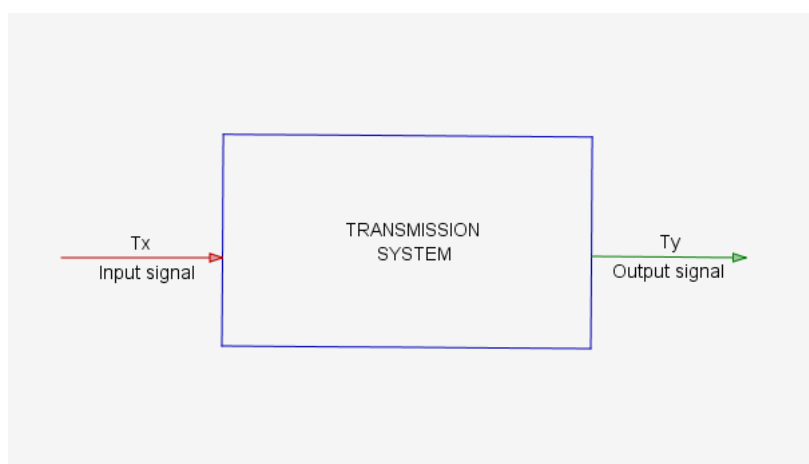 Tx
Input signal
TRANSMISSION
SYSTEM
Ty
Output signal